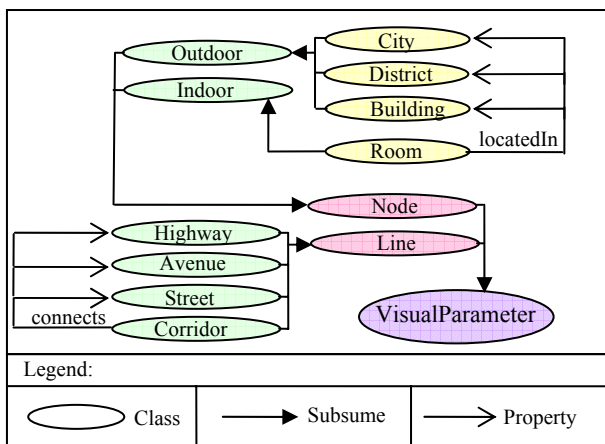 City
Outdoor
District
Indoor
Building
Room
locatedIn
Node
Highway
Line
Avenue
Street
VisualParameter
connects
Corridor
Legend:
Class
Subsume
Property